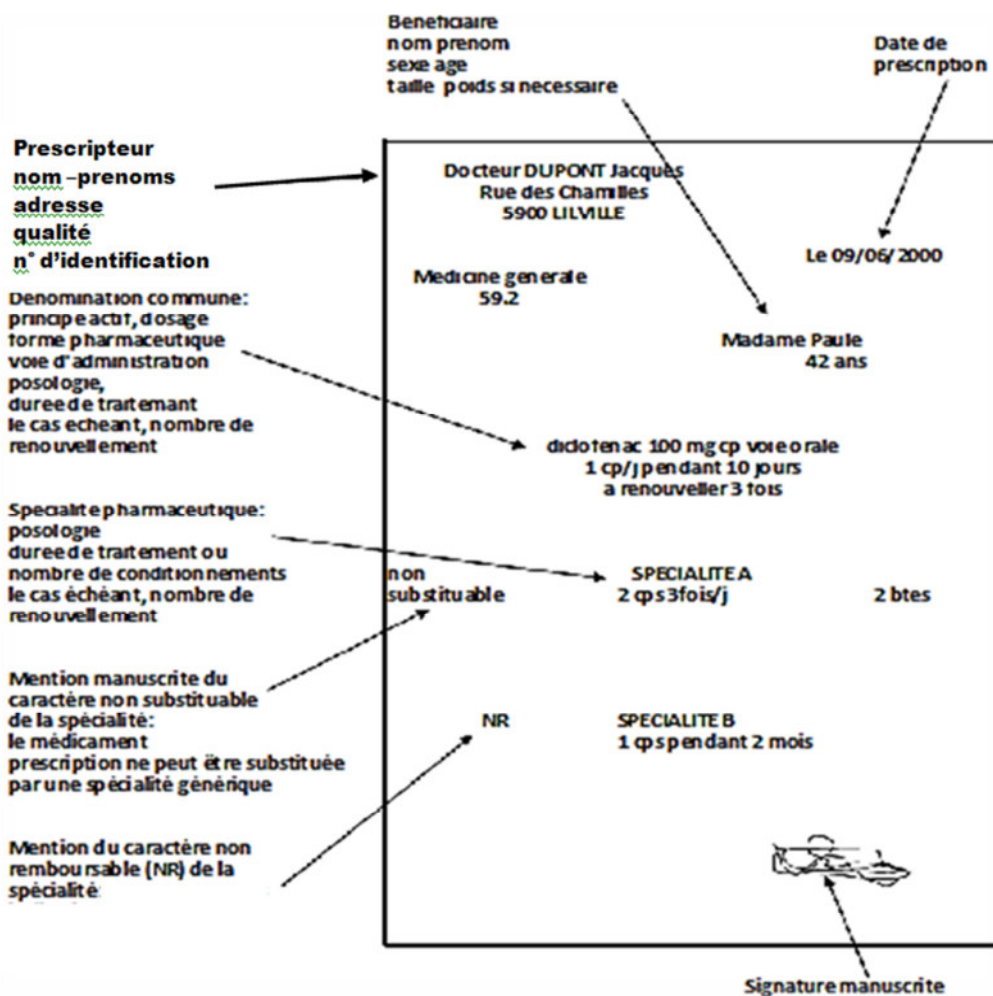 Beneficiaire
nom prenom
sexe age
taille poids si necessaire
Date de
prescription
Prescripteur
nom –prenoms
adresse
qualité
n° d’identification
Docteur DUPONT Jacques
Rue des Chamilles
5900 LILVILLE
Le 09/06/2000
Medicine generale
59.2
Madame Paule
42 ans
Denomination commune:
principe actif, dosage
forme pharmaceutique
voie d'administration
posologie,
duree de traitemant
le cas echeant, nombre de
renouvellement
diclofenac 100 mg cp voie orale
1 cp/j pendant 10 jours
a renouveller 3 fois
Specialite pharmaceutique:
posologie
duree de traitement ou
nombre de conditionnements
le cas échéant, nombre de
renouvellement
non
substituable
SPECIALITE A
2 cps 3fois/j
2 btes
Mention manuscrite du
caractère non substituable
de la spécialité:
le médicament
prescription ne peut être substituée
par une spécialité générique
NR
SPECIALITE B
1 cps pendant 2 mois
Mention du caractère non
remboursable (NR) de la
spécialité
Signature manuscrite